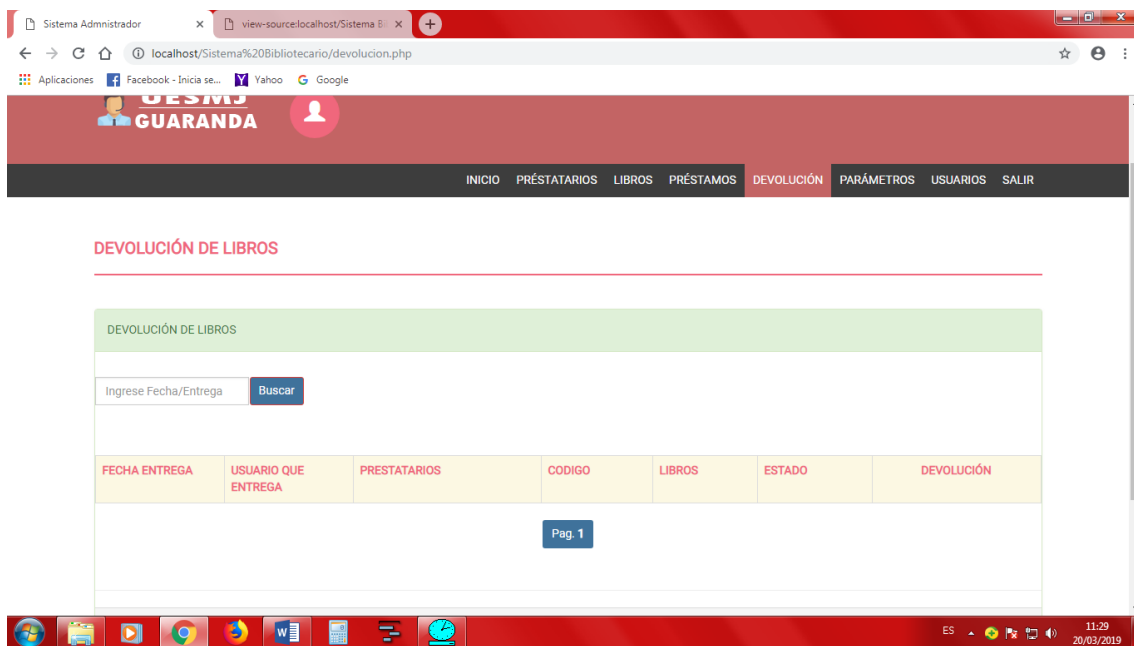 Sistema Admnistrador
view-source:localhost/Sistema Bi
localhost/Sistema%20Bibliotecario/devolucion.php
Aplicaciones Facebook - Inicia se... Yahoo Google
UESMJ
GUARANDA
INICIO PRÉSTATARIOS LIBROS PRÉSTAMOS DEVOLUCIÓN PARÁMETROS USUARIOS SALIR
DEVOLUCIÓN DE LIBROS
DEVOLUCIÓN DE LIBROS
Ingrese Fecha/Entrega Buscar
FECHA ENTREGA USUARIO QUE ENTREGA PRESTATARIOS CODIGO LIBROS ESTADO DEVOLUCIÓN
Pag. 1
ES 11:29
20/03/2019